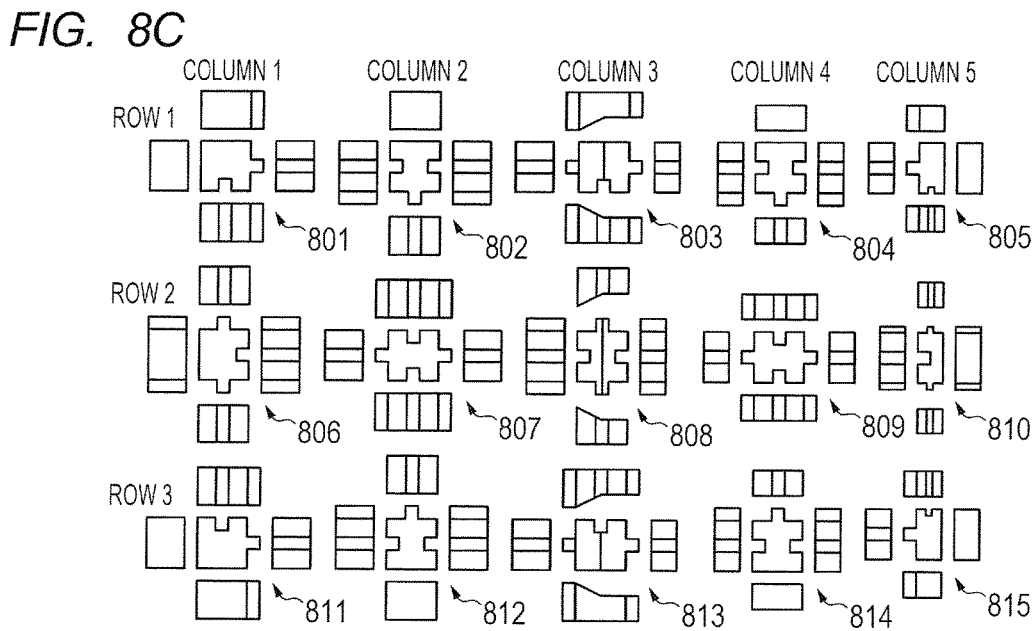 FIG. 8C
COLUMN 1 COLUMN 2 COLUMN 3 COLUMN 4 COLUMN 5
ROW 1
801 802 803 804 805
ROW 2
806 807 808 809 810
ROW 3
811 812 813 814 815